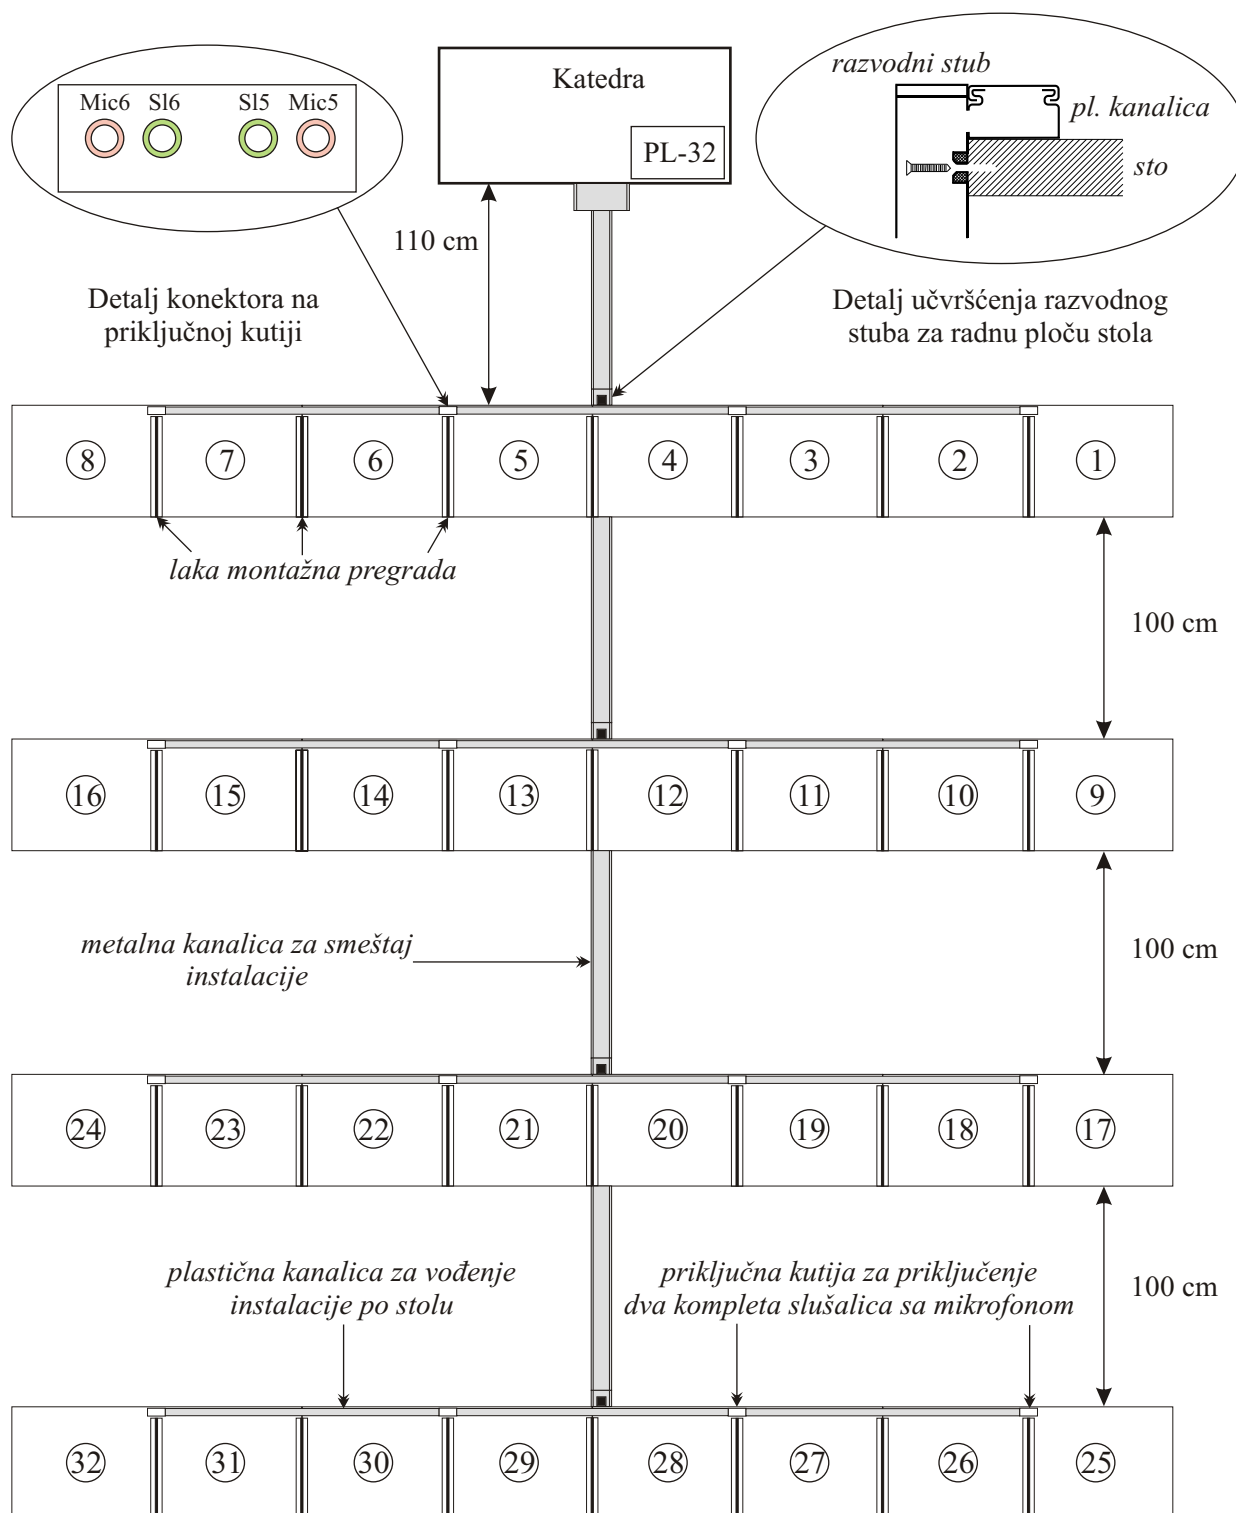 Mic6 Sl6 Sl5 Mic5
Katedra
PL-32
razvodni stub
pl. kanalica
sto
110 cm
Detalj konektora na
priključnoj kutiji
Detalj učvršćenja razvodnog
stuba za radnu ploču stola
8 7 6 5 4 3 2 1
laka montažna pregrada
100 cm
16 15 14 13 12 11 10 9
metalna kanalica za smeštaj
instalacije
100 cm
24 23 22 21 20 19 18 17
plastična kanalica za vođenje
instalacije po stolu
priključna kutija za priključenje
dva kompleta slušalica sa mikrofonom
100 cm
32 31 30 29 28 27 26 25